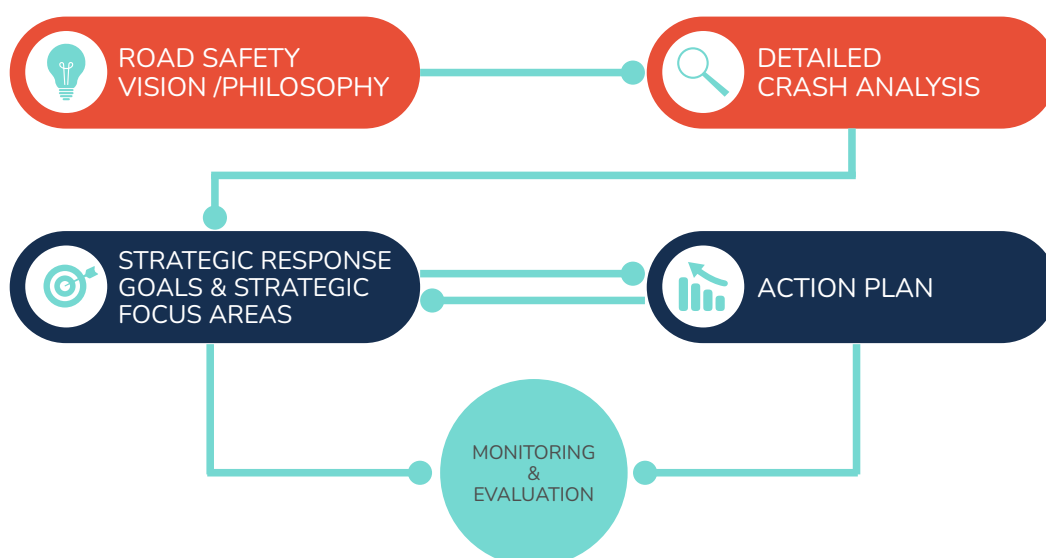 ROAD SAFETY
VISION /PHILOSOPHY
DETAILED
CRASH ANALYSIS
STRATEGIC RESPONSE
GOALS & STRATEGIC
FOCUS AREAS
ACTION PLAN
MONITORING
&
EVALUATION